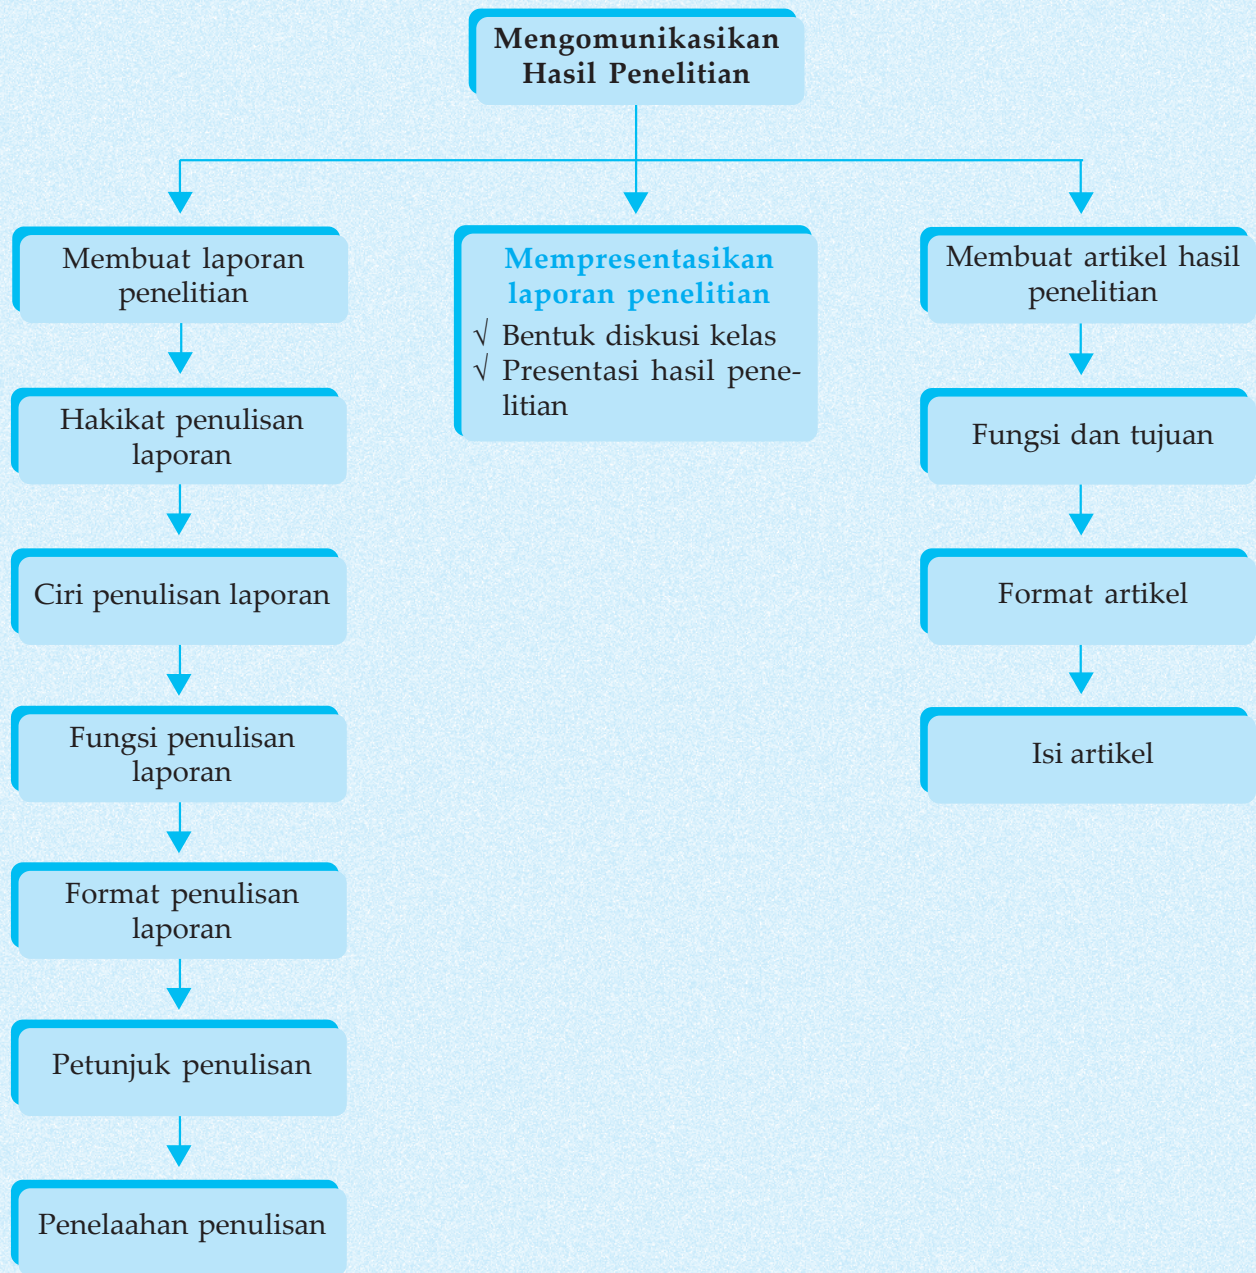 Mengomunikasikan
Hasil Penelitian
Membuat laporan
penelitian
Hakikat penulisan
laporan
Ciri penulisan laporan
Fungsi penulisan
laporan
Format penulisan
laporan
Petunjuk penulisan
Penelaahan penulisan
Mempresentasikan
laporan penelitian
√ Bentuk diskusi kelas
√ Presentasi hasil pene-
litian
Membuat artikel hasil
penelitian
Fungsi dan tujuan
Format artikel
Isi artikel